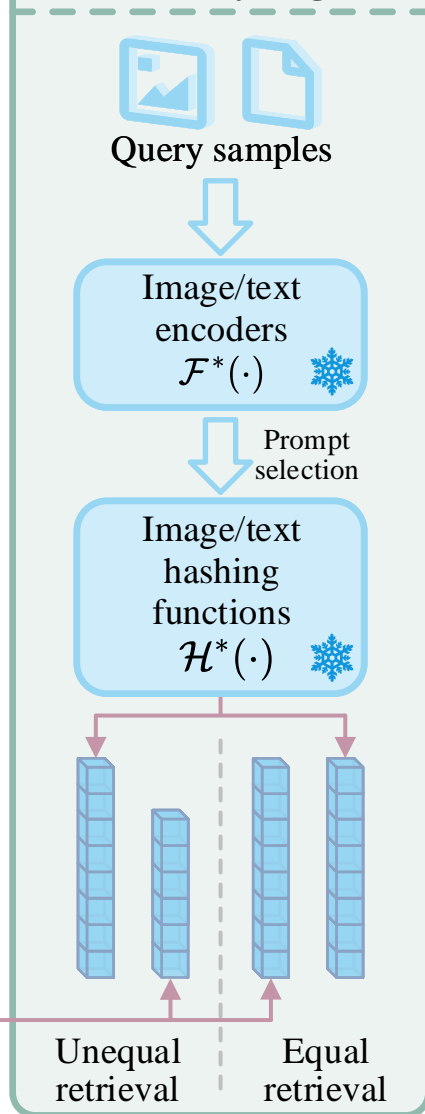 Query samples
Image/text
encoders
𝓕*(·)
Prompt
selection
Image/text
hashing
functions
𝓗*(·)
Unequal
retrieval
Equal
retrieval